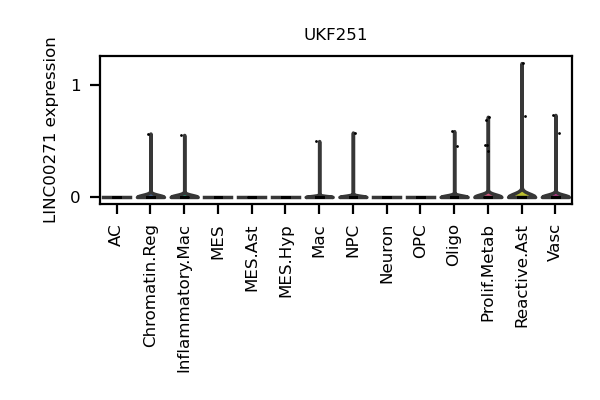 UKF251
LINC00271 expression
1
0
AC
Chromatin.Reg
Inflammatory.Mac
MES
MES.Ast
MES.Hyp
Mac
NPC
Neuron
OPC
Oligo
Prolif.Metab
Reactive.Ast
Vasc